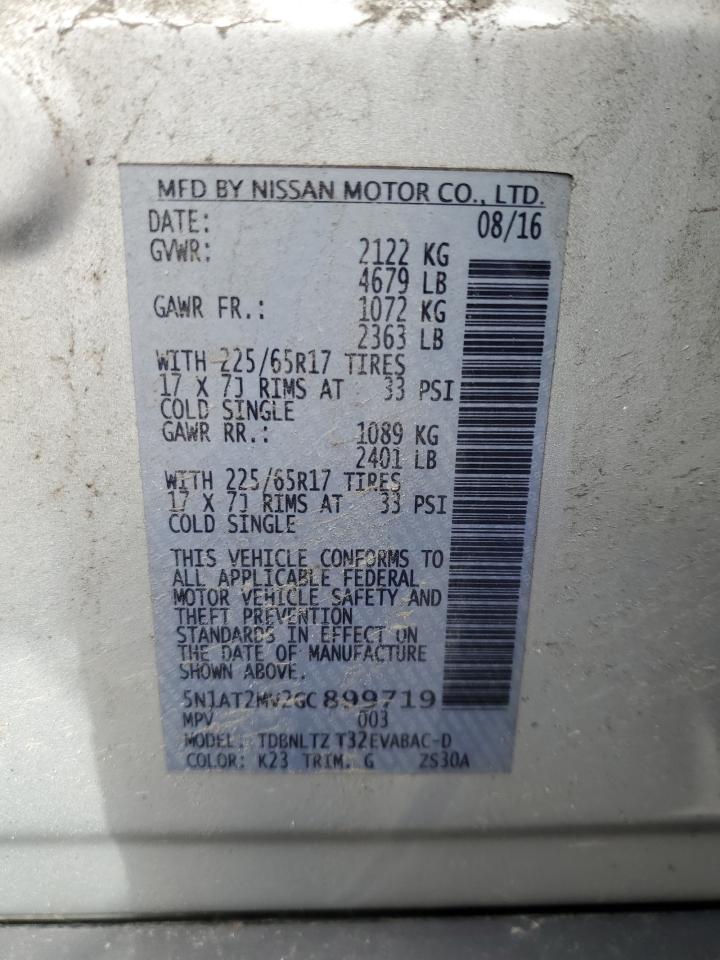 MFD BY NISSAN MOTOR CO., LTD.
DATE: 08/16
GVWR: 2122 KG
4679 LB
GAWR FR.: 1072 KG
2363 LB
WITH 225/65R17 TIRES
17 X 7J RIMS AT 33 PSI
COLD SINGLE
GAWR RR.: 1089 KG
2401 LB
WITH 225/65R17 TIRES
17 X 7J RIMS AT 33 PSI
COLD SINGLE
THIS VEHICLE CONFORMS TO
ALL APPLICABLE FEDERAL
MOTOR VEHICLE SAFETY AND
THEFT PREVENTION
STANDARDS IN EFFECT ON
THE DATE OF MANUFACTURE
SHOWN ABOVE.
5N1AT2MV2GC899719
MPV 003
MODEL: TDBNLTZ T32EVABAC-D
COLOR: K23 TRIM. G ZS30A